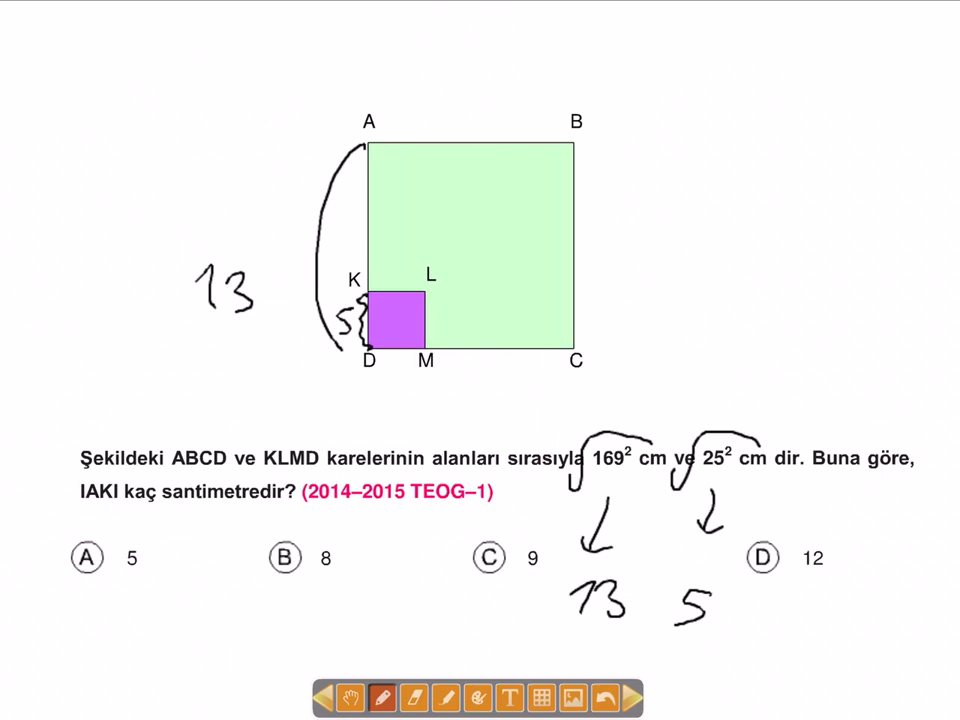 A B
13
K L
5
D M C
Şekildeki ABCD ve KLMD karelerinin alanları sırasıyla 169² cm ve 25² cm dir. Buna göre,
IAKI kaç santimetredir? (2014–2015 TEOG–1)
A 5 B 8 C 9 D 12
13 5
T